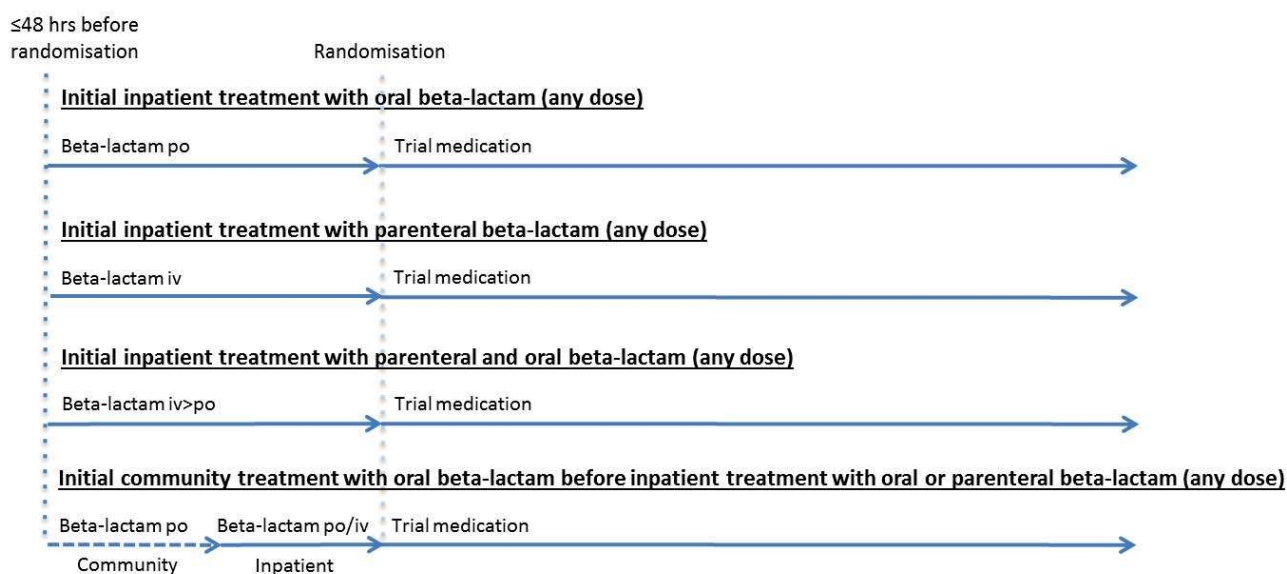 ≤48 hrs before
randomisation
Randomisation
Initial inpatient treatment with oral beta-lactam (any dose)
Beta-lactam po
Trial medication
Initial inpatient treatment with parenteral beta-lactam (any dose)
Beta-lactam iv
Trial medication
Initial inpatient treatment with parenteral and oral beta-lactam (any dose)
Beta-lactam iv>po
Trial medication
Initial community treatment with oral beta-lactam before inpatient treatment with oral or parenteral beta-lactam (any dose)
Beta-lactam po
Beta-lactam po/iv
Trial medication
Community
Inpatient